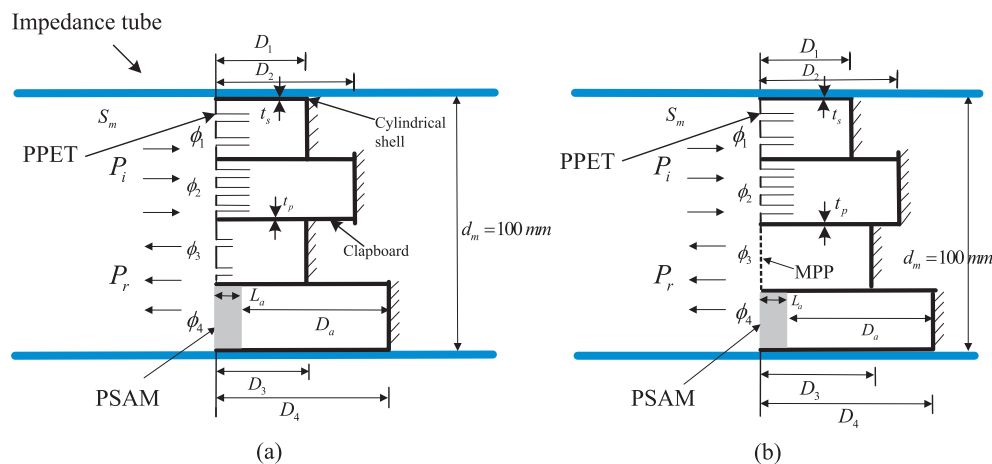 Impedance tube
D₁
D₂
tₛ
Sₘ
PPET
ϕ₁
Cylindrical
shell
Pᵢ
ϕ₂
tₚ
Clapboard
dₘ = 100 mm
ϕ₃
Pᵣ
Lₐ
ϕ₄
Dₐ
PSAM
D₃
D₄
(a)
D₁
D₂
tₛ
Sₘ
PPET
ϕ₁
Pᵢ
ϕ₂
tₚ
dₘ = 100 mm
ϕ₃
MPP
Pᵣ
Lₐ
ϕ₄
Dₐ
PSAM
D₃
D₄
(b)